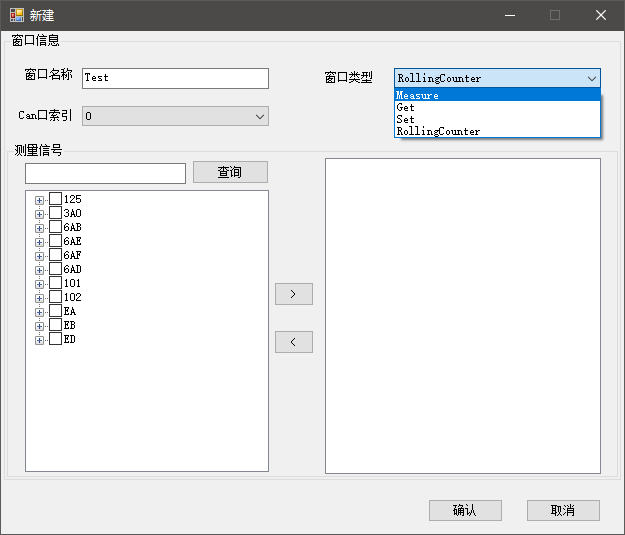 新建
窗口信息
窗口名称
Test
窗口类型
RollingCounter
Measure
Get
Set
RollingCounter
Can口索引
0
测量信号
查询
125
3A0
6AB
6AE
6AF
6AD
101
102
EA
EB
ED
>
<
确认
取消